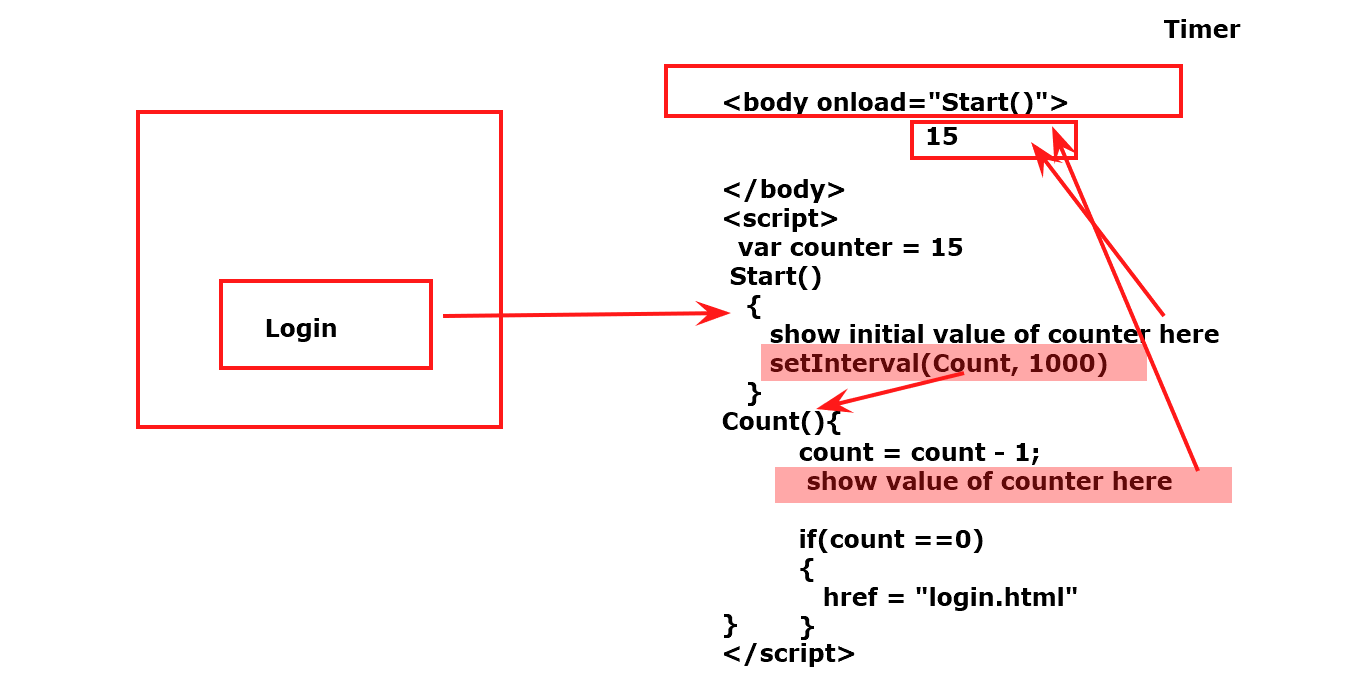 Timer
<body onload="Start()">
15
</body>
<script>
var counter = 15
Start()
{
show initial value of counter here
setInterval(Count, 1000)
}
Count(){
count = count - 1;
show value of counter here
if(count ==0)
{
href = "login.html"
} }
</script>
Login